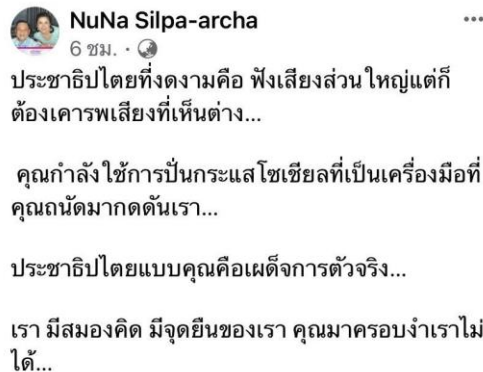 NuNa Silpa-archa
6 ชม. ·
ประชาธิปไตยที่งดงามคือ ฟังเสียงส่วนใหญ่แต่ก็
ต้องเคารพเสียงที่เห็นต่าง...
คุณกำลังใช้การปั่นกระแสโซเชียลที่เป็นเครื่องมือที่
คุณถนัดมากดดันเรา...
ประชาธิปไตยแบบคุณคือเผด็จการตัวจริง...
เรา มีสมองคิด มีจุดยืนของเรา คุณมาครอบงำเราไม่
ได้...